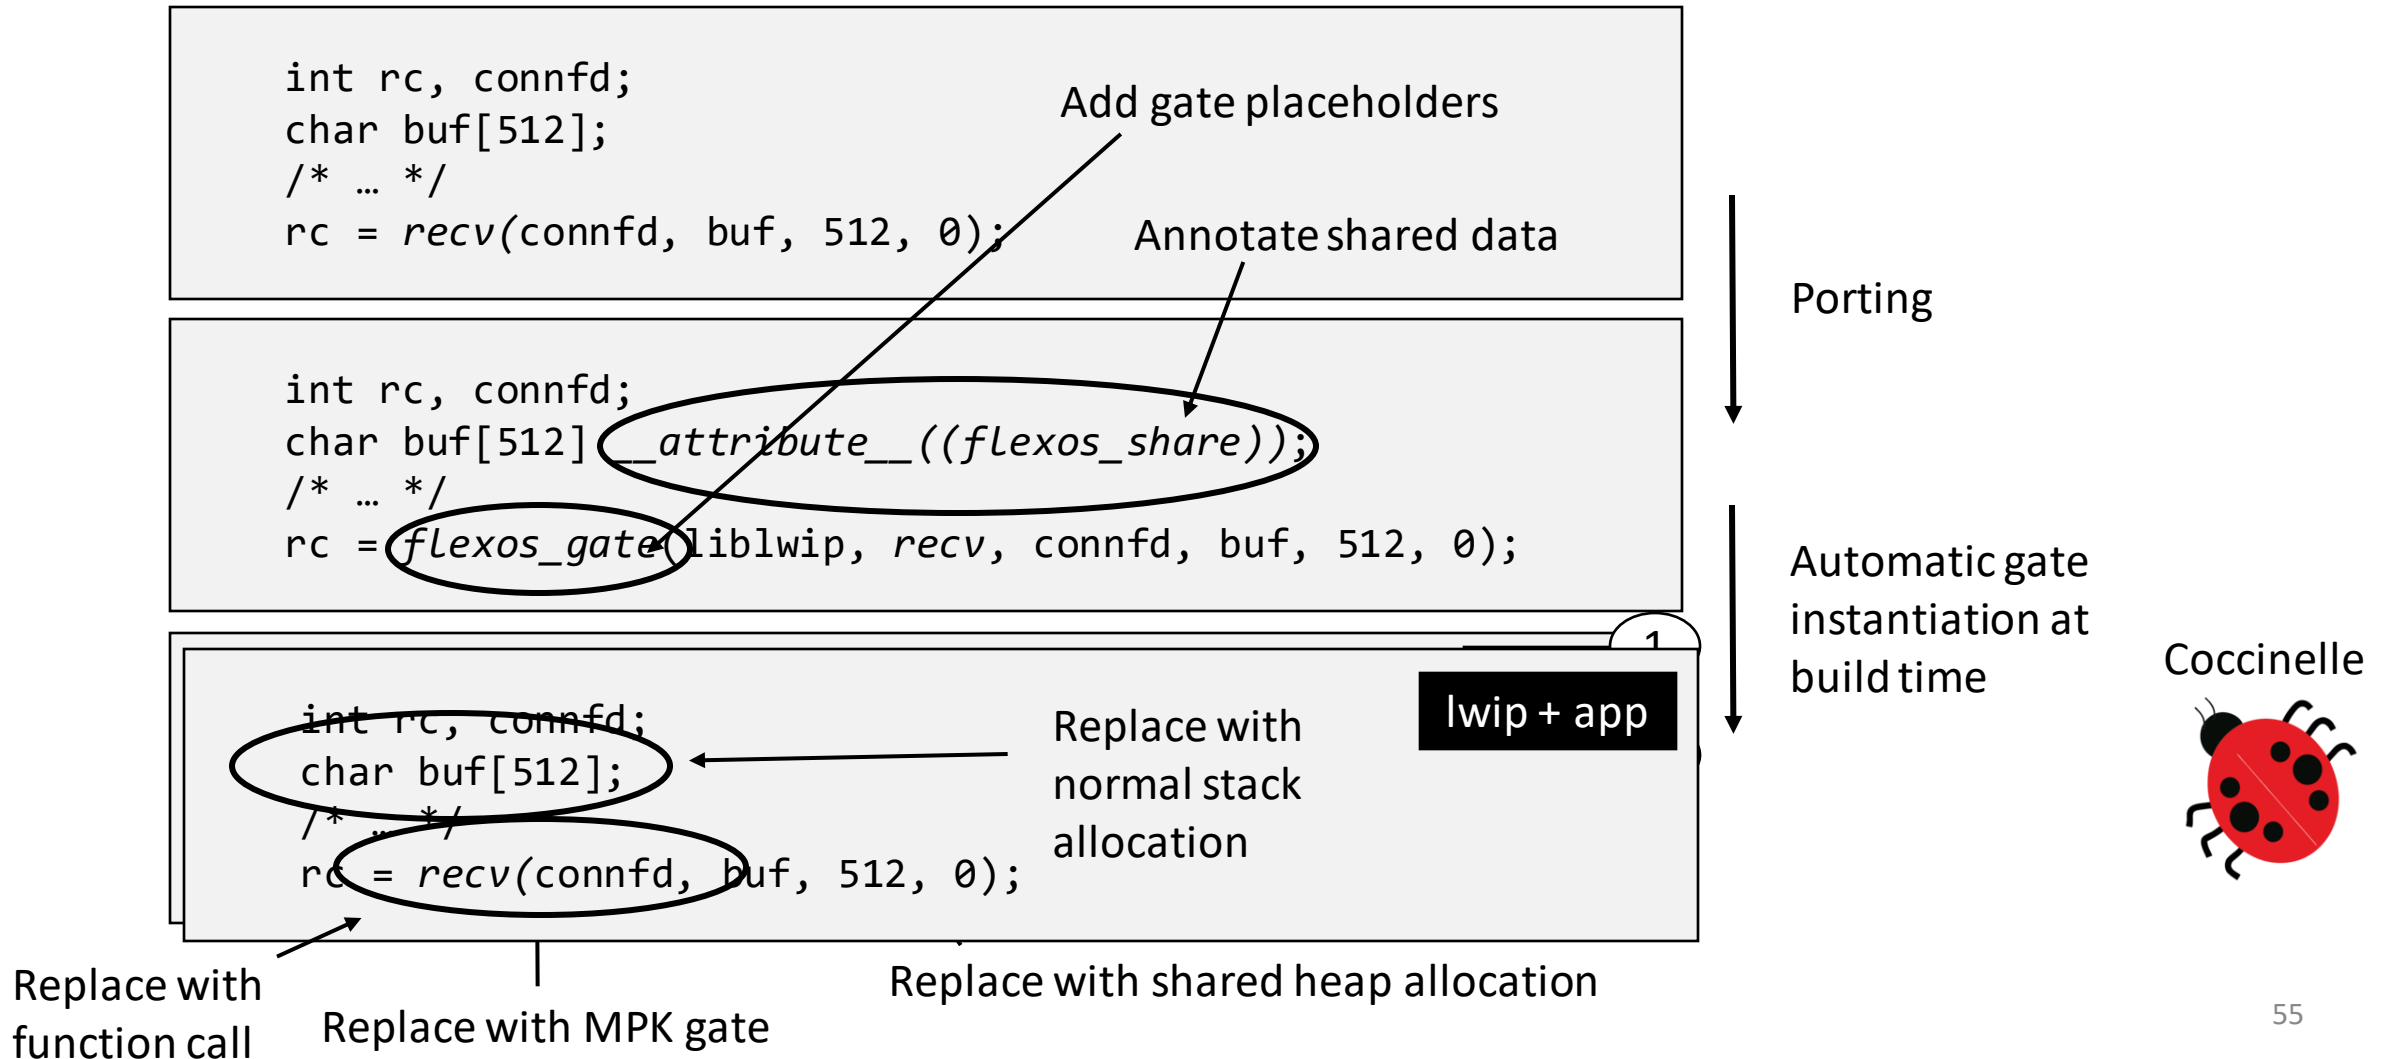 int rc, connfd;
char buf[512];
/* … */
rc = recv(connfd, buf, 512, 0);
Add gate placeholders
Annotate shared data
Porting
int rc, connfd;
char buf[512] __attribute__((flexos_share));
/* … */
rc = flexos_gate(liblwip, recv, connfd, buf, 512, 0);
Automatic gate
instantiation at
build time
Coccinelle
1
lwip + app
int rc, connfd;
char buf[512];
/* … */
rc = recv(connfd, buf, 512, 0);
Replace with
normal stack
allocation
Replace with
function call
Replace with MPK gate
Replace with shared heap allocation
55